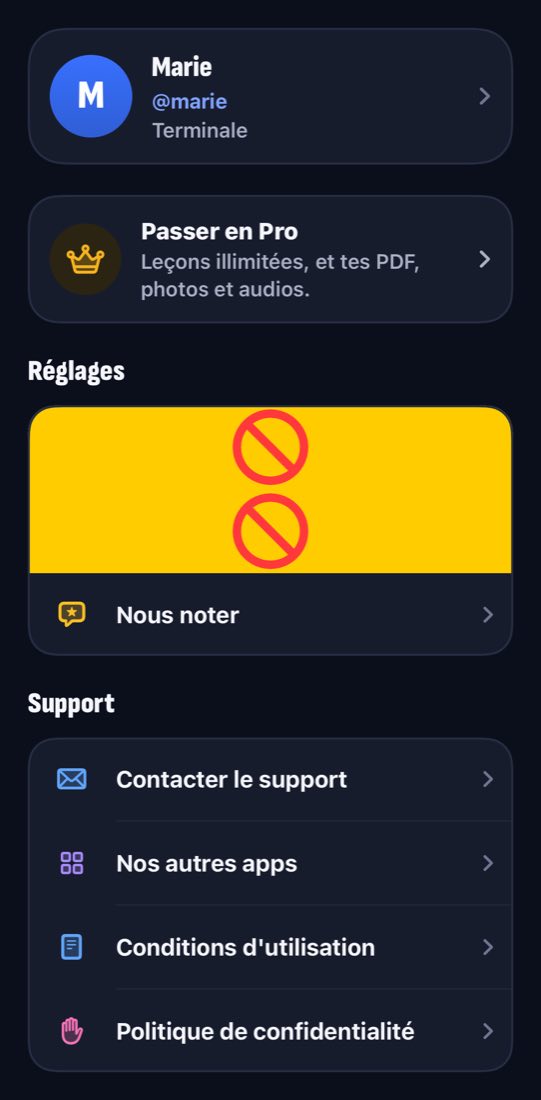 M
Marie
@marie
Terminale
Passer en Pro
Leçons illimitées, et tes PDF,
photos et audios.
Réglages
Nous noter
Support
Contacter le support
Nos autres apps
Conditions d'utilisation
Politique de confidentialité